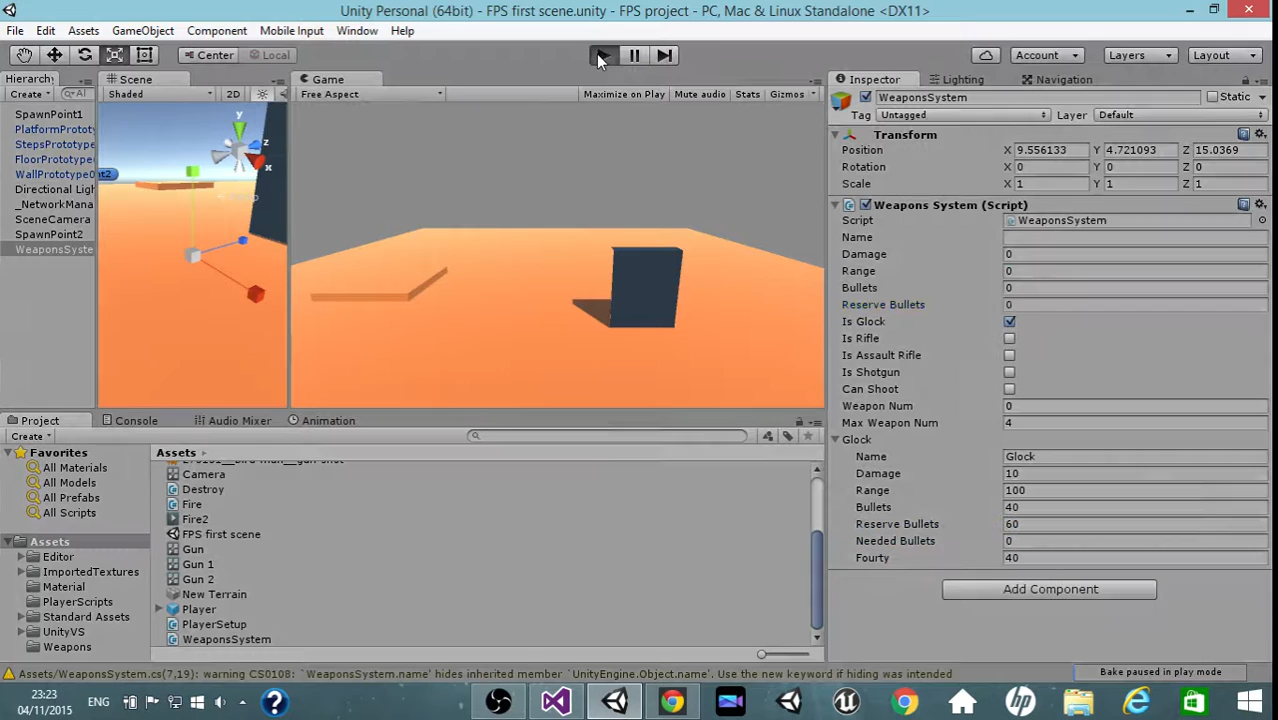 Unity Personal (64bit) - FPS first scene.unity - FPS project - PC, Mac & Linux Standalone <DX11>
File Edit Assets GameObject Component Mobile Input Window Help
Center Local Account Layers Layout
Hierarch Scene Game Inspector Lighting Navigation
Create All Shaded 2D Free Aspect Maximize on Play Mute audio Stats Gizmos WeaponsSystem Static
Tag Untagged Layer Default
SpawnPoint1
PlatformPrototy
StepsPrototype
FloorPrototype
WallPrototype
Directional Ligh
_NetworkMana
SceneCamera
SpawnPoint2
WeaponsSyste
y
z
x
Transform
Position X 9.556133 Y 4.721093 Z 15.0369
Rotation X 0 Y 0 Z 0
Scale X 1 Y 1 Z 1
Weapons System (Script)
Script WeaponsSystem
Name
Damage 0
Range 0
Bullets 0
Reserve Bullets 0
Is Glock
Is Rifle
Is Assault Rifle
Is Shotgun
Can Shoot
Weapon Num 0
Max Weapon Num 4
Glock
Name Glock
Damage 10
Range 100
Bullets 40
Reserve Bullets 60
Needed Bullets 0
Fourty 40
Add Component
Project Console Audio Mixer Animation
Create
Favorites
All Materials
All Models
All Prefabs
All Scripts
Assets
Editor
ImportedTextures
Material
PlayerScripts
Standard Assets
UnityVS
Weapons
Assets
Camera
Destroy
Fire
Fire2
FPS first scene
Gun
Gun 1
Gun 2
New Terrain
Player
PlayerSetup
WeaponsSystem
Assets/WeaponsSystem.cs(7,19): warning CS0108: `WeaponsSystem.name' hides inherited member `UnityEngine.Object.name'. Use the new keyword if hiding was intended
Bake paused in play mode
23:23
04/11/2015
ENG